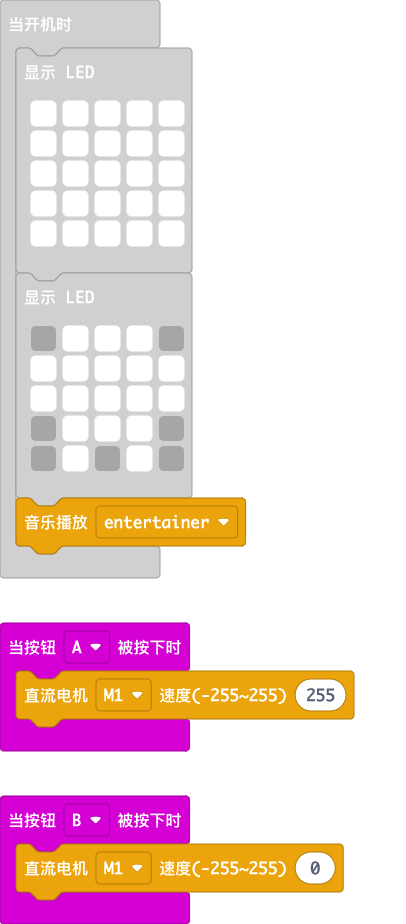 当开机时
显示 LED
显示 LED
音乐播放 entertainer
当按钮 A 被按下时
直流电机 M1 速度(-255~255) 255
当按钮 B 被按下时
直流电机 M1 速度(-255~255) 0